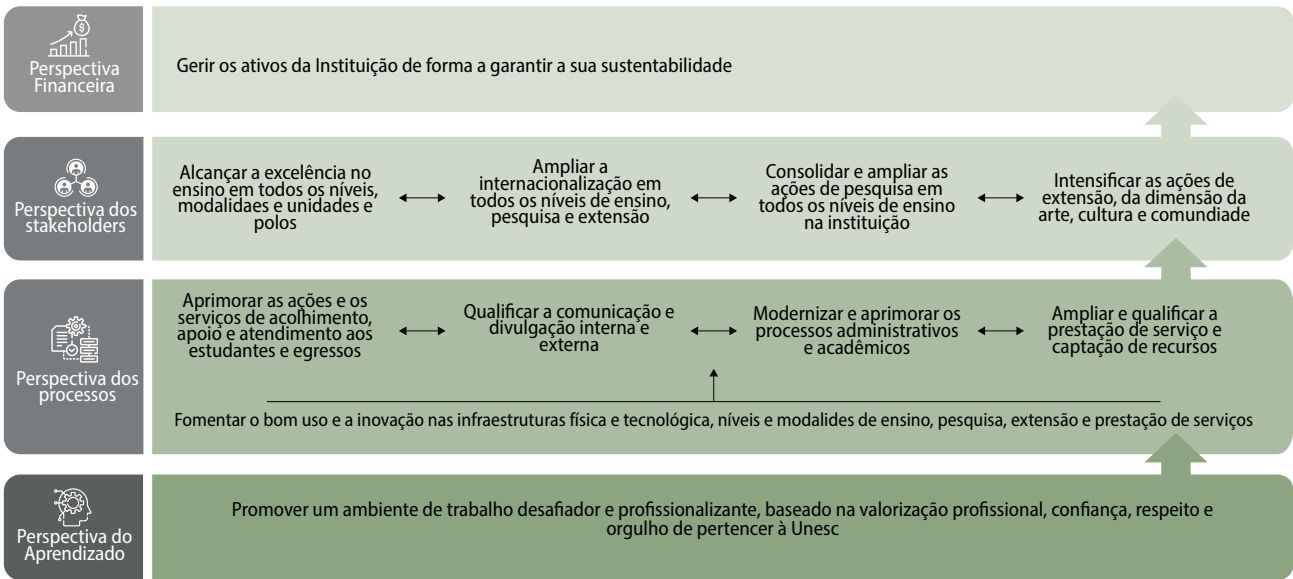 Perspectiva
Financeira
Gerir os ativos da Instituição de forma a garantir a sua sustentabilidade
Perspectiva dos
stakeholders
Alcançar a excelência no
ensino em todos os níveis,
modalidaes e unidades e
polos
Ampliar a
internacionalização em
todos os níveis de ensino,
pesquisa e extensão
Consolidar e ampliar as
ações de pesquisa em
todos os níveis de ensino
na instituição
Intensificar as ações de
extensão, da dimensão da
arte, cultura e comundiade
Perspectiva dos
processos
Aprimorar as ações e os
serviços de acolhimento,
apoio e atendimento aos
estudantes e egressos
Qualificar a comunicação e
divulgação interna e
externa
Modernizar e aprimorar os
processos administrativos
e acadêmicos
Ampliar e qualificar a
prestação de serviço e
captação de recursos
Fomentar o bom uso e a inovação nas infraestruturas física e tecnológica, níveis e modalides de ensino, pesquisa, extensão e prestação de serviços
Perspectiva do
Aprendizado
Promover um ambiente de trabalho desafiador e profissionalizante, baseado na valorização profissional, confiança, respeito e
orgulho de pertencer à Unesc